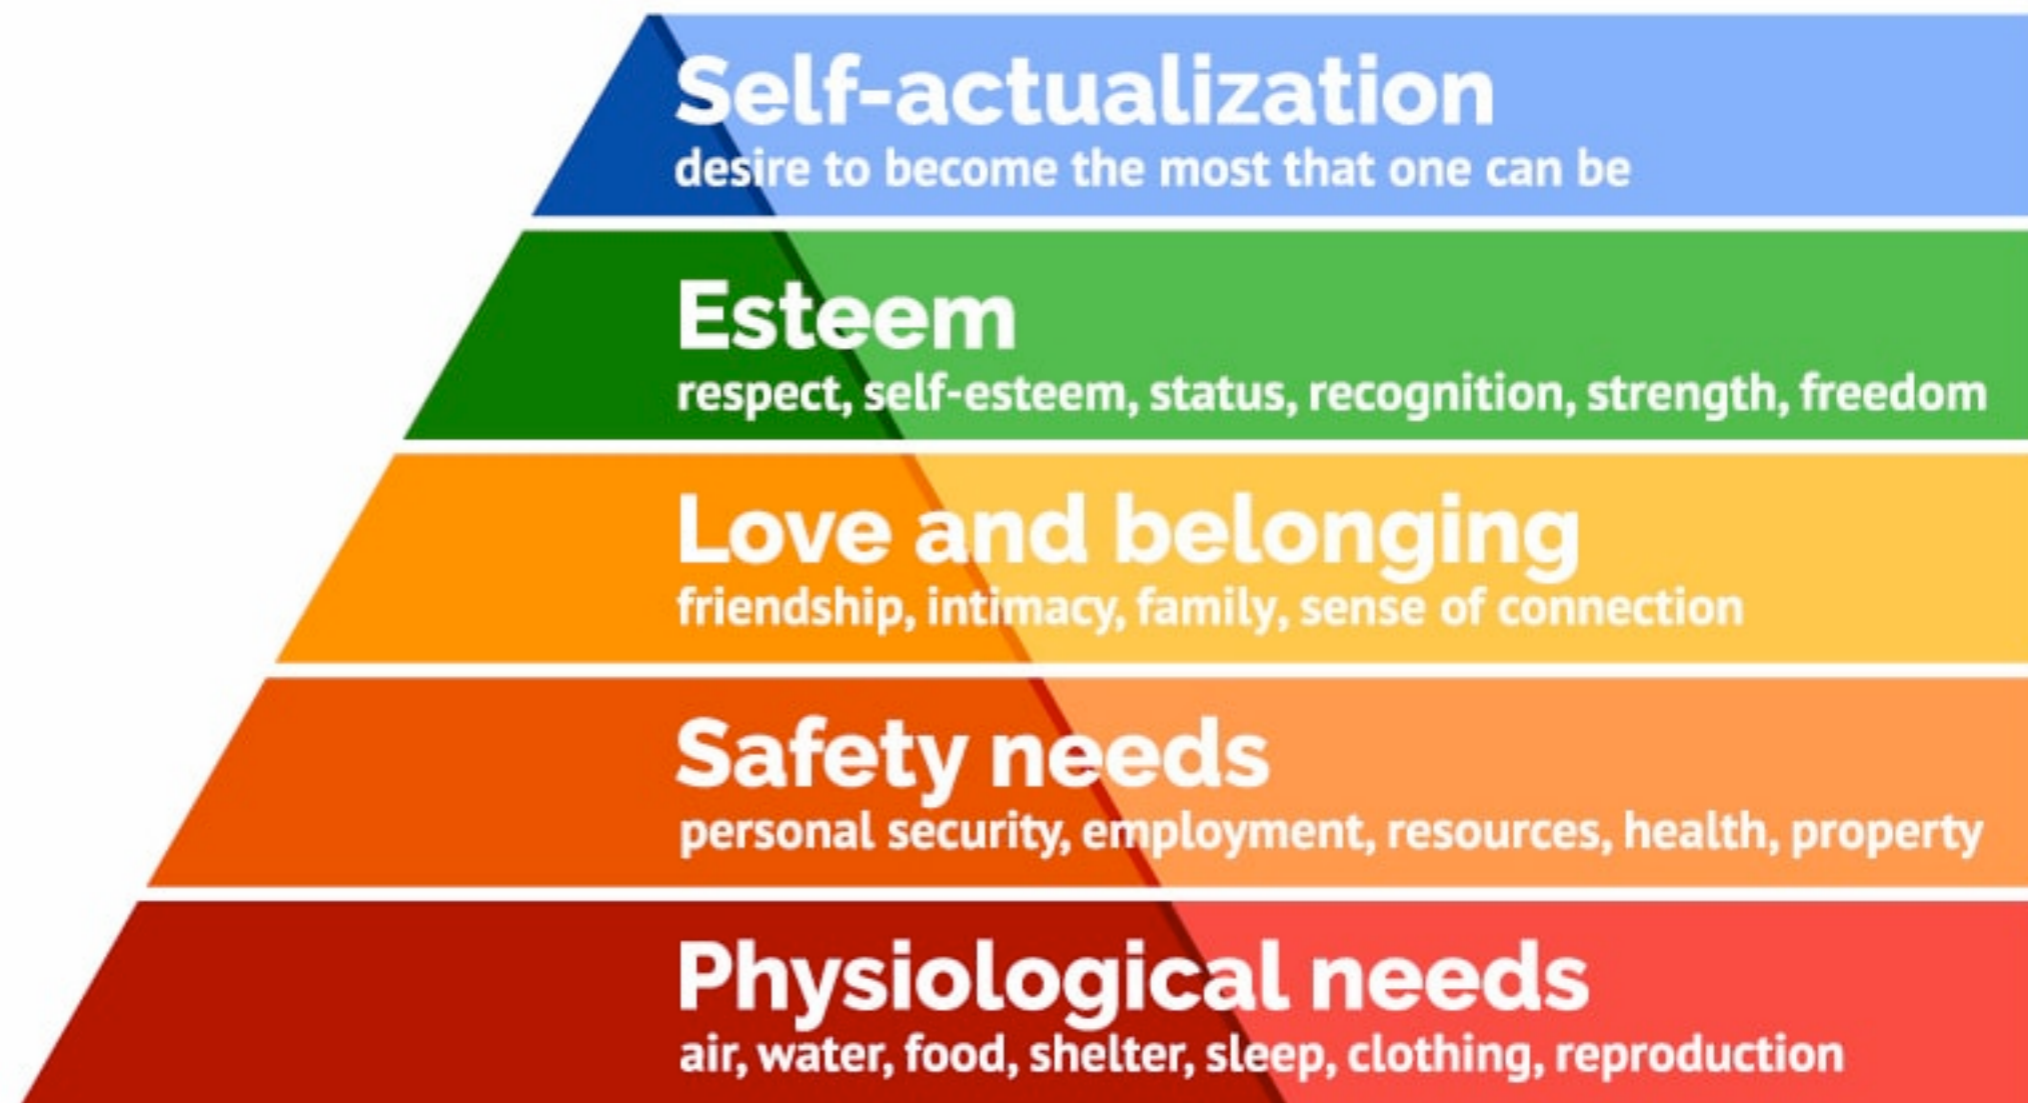 Self-actualization
desire to become the most that one can be
Esteem
respect, self-esteem, status, recognition, strength, freedom
Love and belonging
friendship, intimacy, family, sense of connection
Safety needs
personal security, employment, resources, health, property
Physiological needs
air, water, food, shelter, sleep, clothing, reproduction